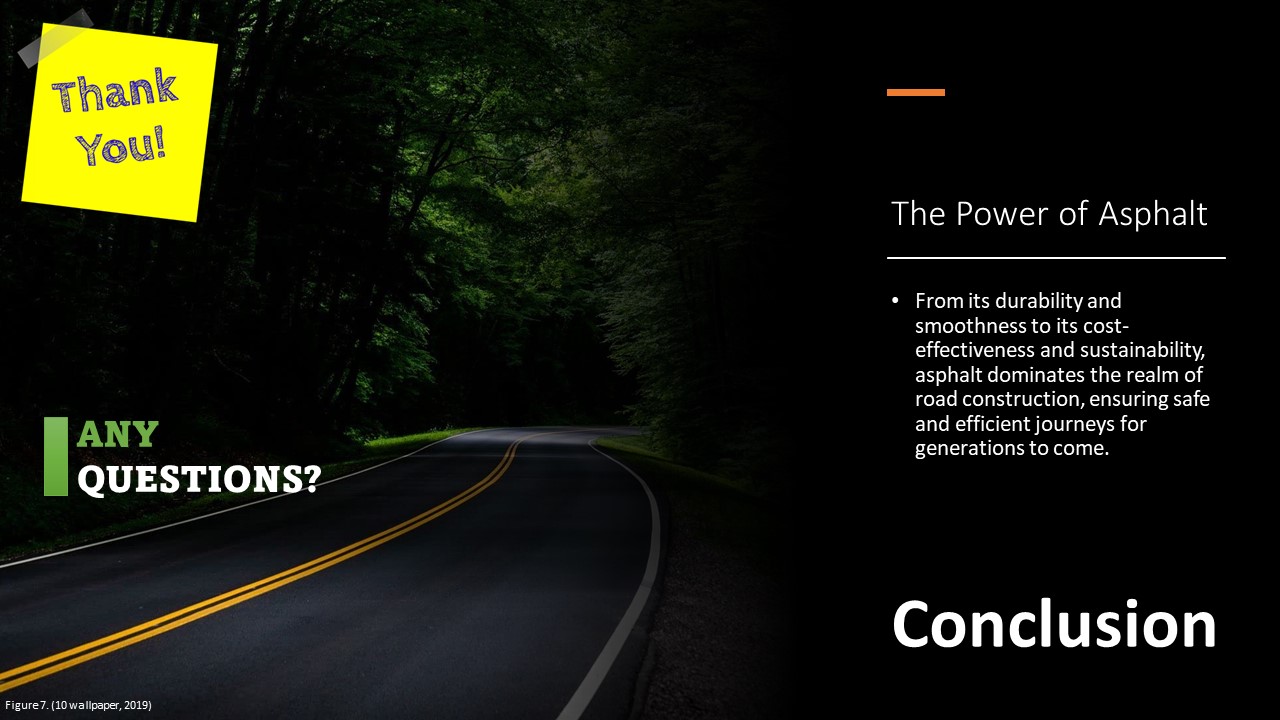 Thank
You!
ANY
QUESTIONS?
Figure 7. (10 wallpaper, 2019)
The Power of Asphalt
• From its durability and
smoothness to its cost-
effectiveness and sustainability,
asphalt dominates the realm of
road construction, ensuring safe
and efficient journeys for
generations to come.
Conclusion